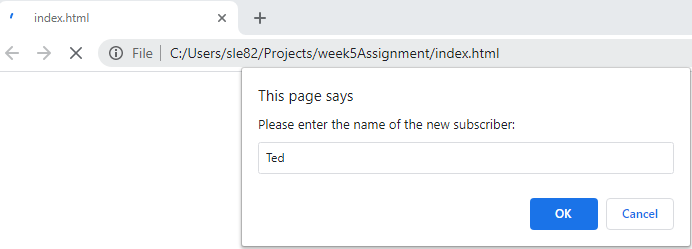 index.html
File | C:/Users/sle82/Projects/week5Assignment/index.html
This page says
Please enter the name of the new subscriber:
Ted
OK Cancel